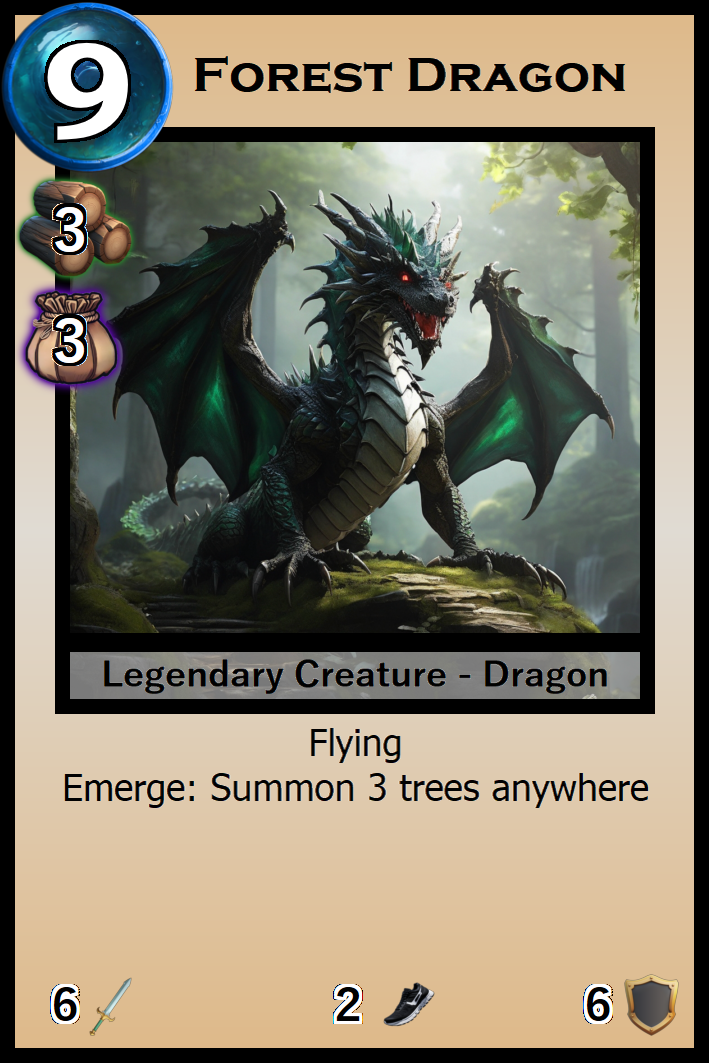 9
Forest Dragon
3
3
Legendary Creature - Dragon
Flying
Emerge: Summon 3 trees anywhere
6 2 6